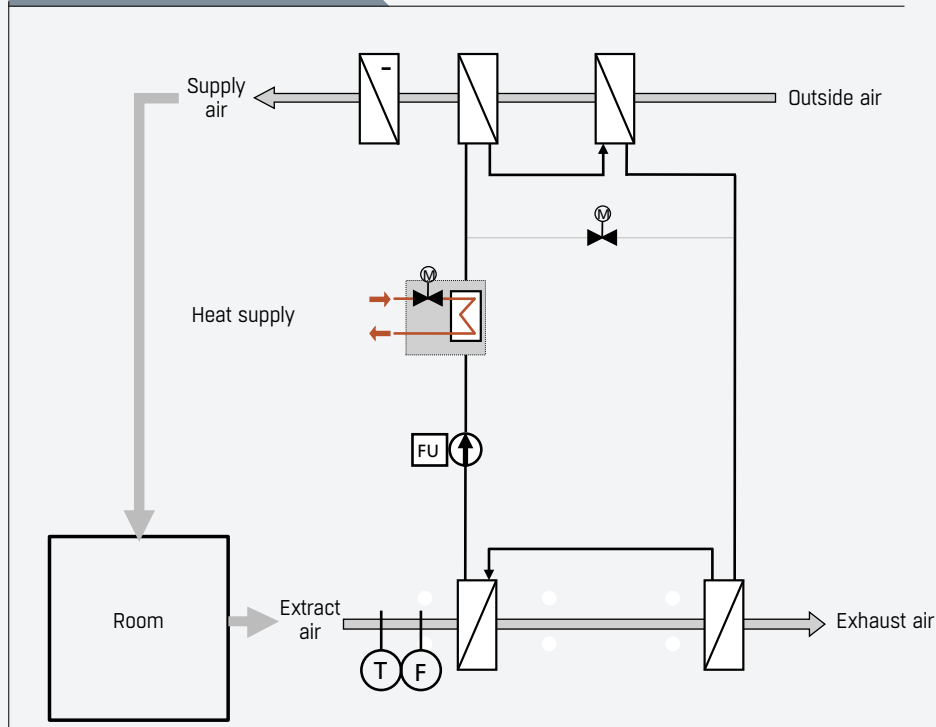 Supply
air
-
Outside air
M
M
Heat supply
FU
Room
Extract
air
T
F
Exhaust air